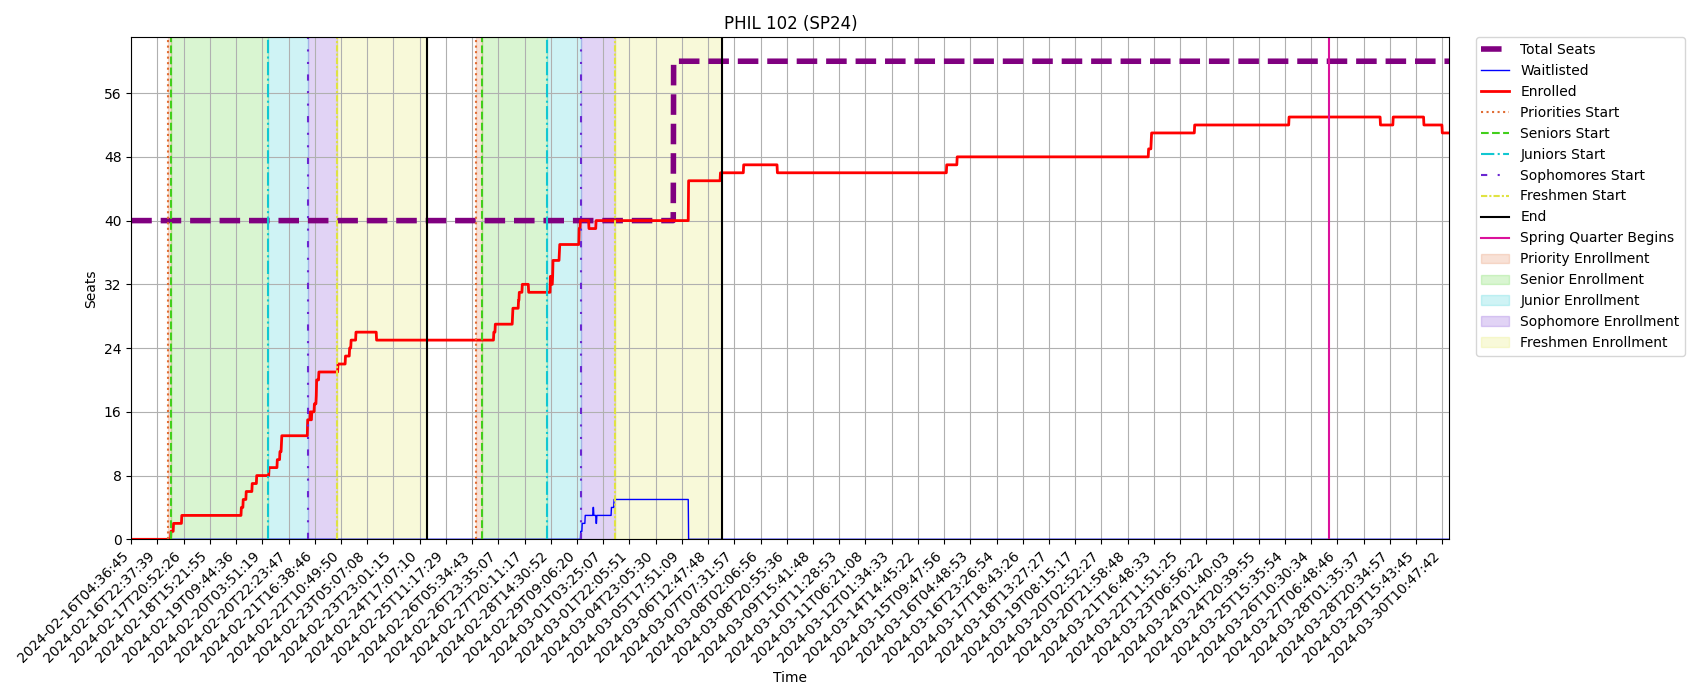 PHIL 102 (SP24)
Seats
56
48
40
32
24
16
8
0
2024-02-16T04:36:45
2024-02-16T22:37:39
2024-02-17T20:52:26
2024-02-18T15:21:55
2024-02-19T09:44:36
2024-02-20T03:51:19
2024-02-20T22:23:47
2024-02-21T16:38:46
2024-02-22T10:49:50
2024-02-23T05:07:08
2024-02-23T23:01:15
2024-02-24T17:07:10
2024-02-25T11:17:29
2024-02-26T05:34:43
2024-02-26T23:35:07
2024-02-27T20:11:17
2024-02-28T14:30:52
2024-02-29T09:06:20
2024-03-01T03:25:07
2024-03-01T22:05:51
2024-03-04T23:05:30
2024-03-05T17:51:09
2024-03-06T12:47:48
2024-03-07T07:31:57
2024-03-08T02:06:56
2024-03-08T20:55:36
2024-03-09T15:41:48
2024-03-10T11:28:53
2024-03-11T06:21:08
2024-03-12T01:34:33
2024-03-14T14:45:22
2024-03-15T09:47:56
2024-03-16T04:48:53
2024-03-16T23:26:54
2024-03-17T18:43:26
2024-03-18T13:27:27
2024-03-19T08:15:17
2024-03-20T02:52:27
2024-03-20T21:58:48
2024-03-21T16:48:33
2024-03-22T11:51:25
2024-03-23T06:56:22
2024-03-24T01:40:03
2024-03-24T20:39:55
2024-03-25T15:35:54
2024-03-26T10:30:34
2024-03-27T06:48:46
2024-03-28T01:35:37
2024-03-28T20:34:57
2024-03-29T15:43:45
2024-03-30T10:47:42
Time
Total Seats
Waitlisted
Enrolled
Priorities Start
Seniors Start
Juniors Start
Sophomores Start
Freshmen Start
End
Spring Quarter Begins
Priority Enrollment
Senior Enrollment
Junior Enrollment
Sophomore Enrollment
Freshmen Enrollment